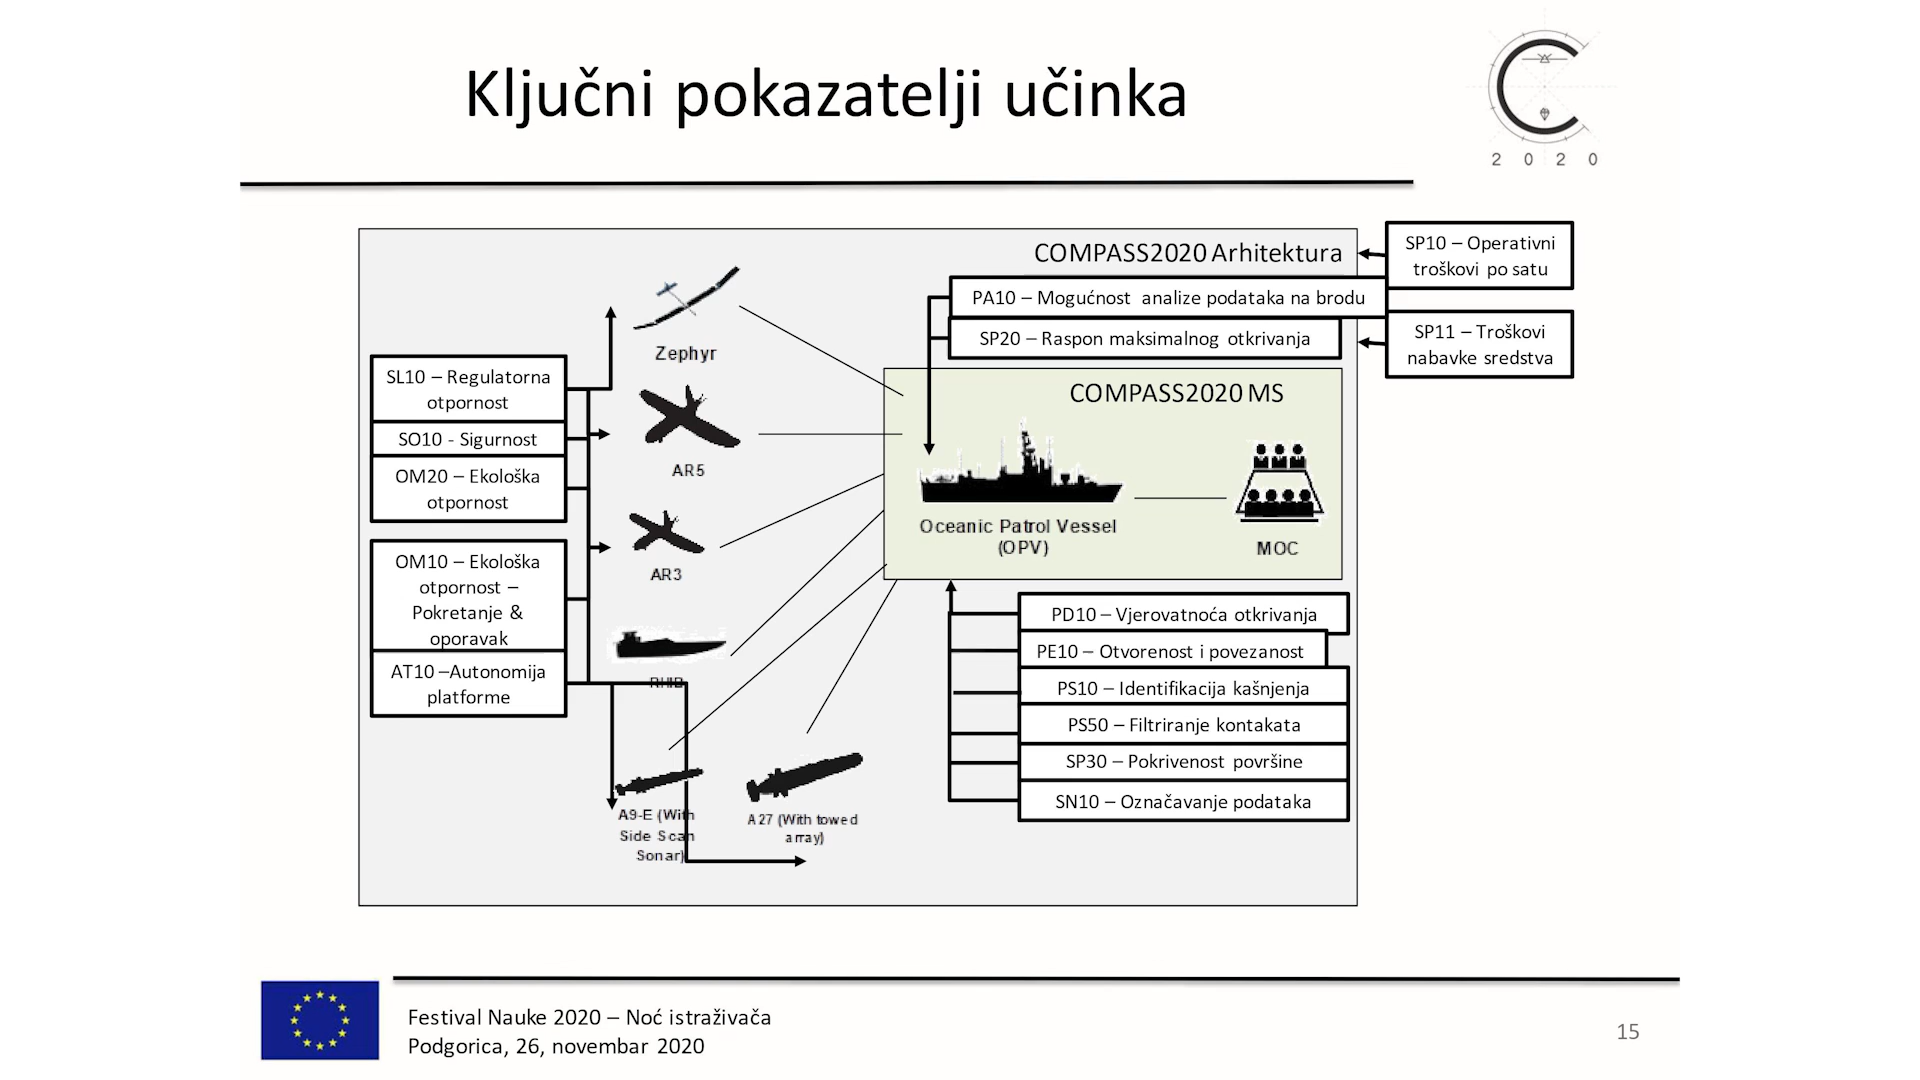 Ključni pokazatelji učinka
2 0 2 0
COMPASS2020 Arhitektura
SP10 – Operativni
troškovi po satu
PA10 – Mogućnost analize podataka na brodu
SP20 – Raspon maksimalnog otkrivanja
SP11 – Troškovi
nabavke sredstva
Zephyr
SL10 – Regulatorna
otpornost
SO10 - Sigurnost
OM20 – Ekološka
otpornost
AR5
COMPASS2020 MS
Oceanic Patrol Vessel
(OPV)
MOC
OM10 – Ekološka
otpornost –
Pokretanje &
oporavak
AT10 –Autonomija
platforme
AR3
RHIB
PD10 – Vjerovatnoća otkrivanja
PE10 – Otvorenost i povezanost
PS10 – Identifikacija kašnjenja
PS50 – Filtriranje kontakata
SP30 – Pokrivenost površine
SN10 – Označavanje podataka
A9-E (With
Side Scan
Sonar)
A27 (With towed
array)
Festival Nauke 2020 – Noć istraživača
Podgorica, 26, novembar 2020
15